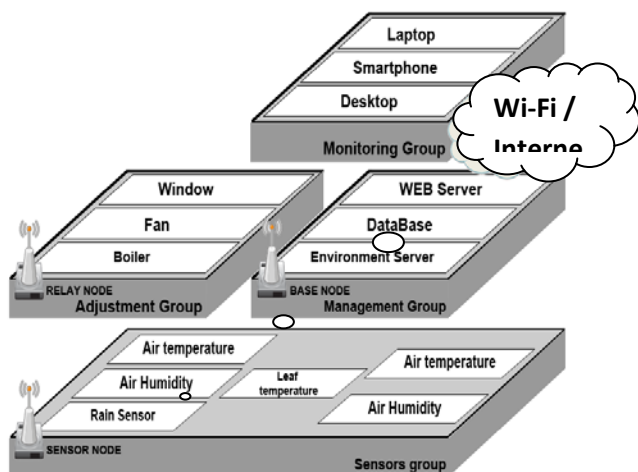 Laptop
Smartphone
Desktop
Monitoring Group
Wi-Fi /
Interne
Window
Fan
Boiler
RELAY NODE
Adjustment Group
WEB Server
DataBase
Environment Server
BASE NODE
Management Group
Air temperature
Air Humidity
Rain Sensor
Leaf
temperature
Air temperature
Air Humidity
SENSOR NODE
Sensors group